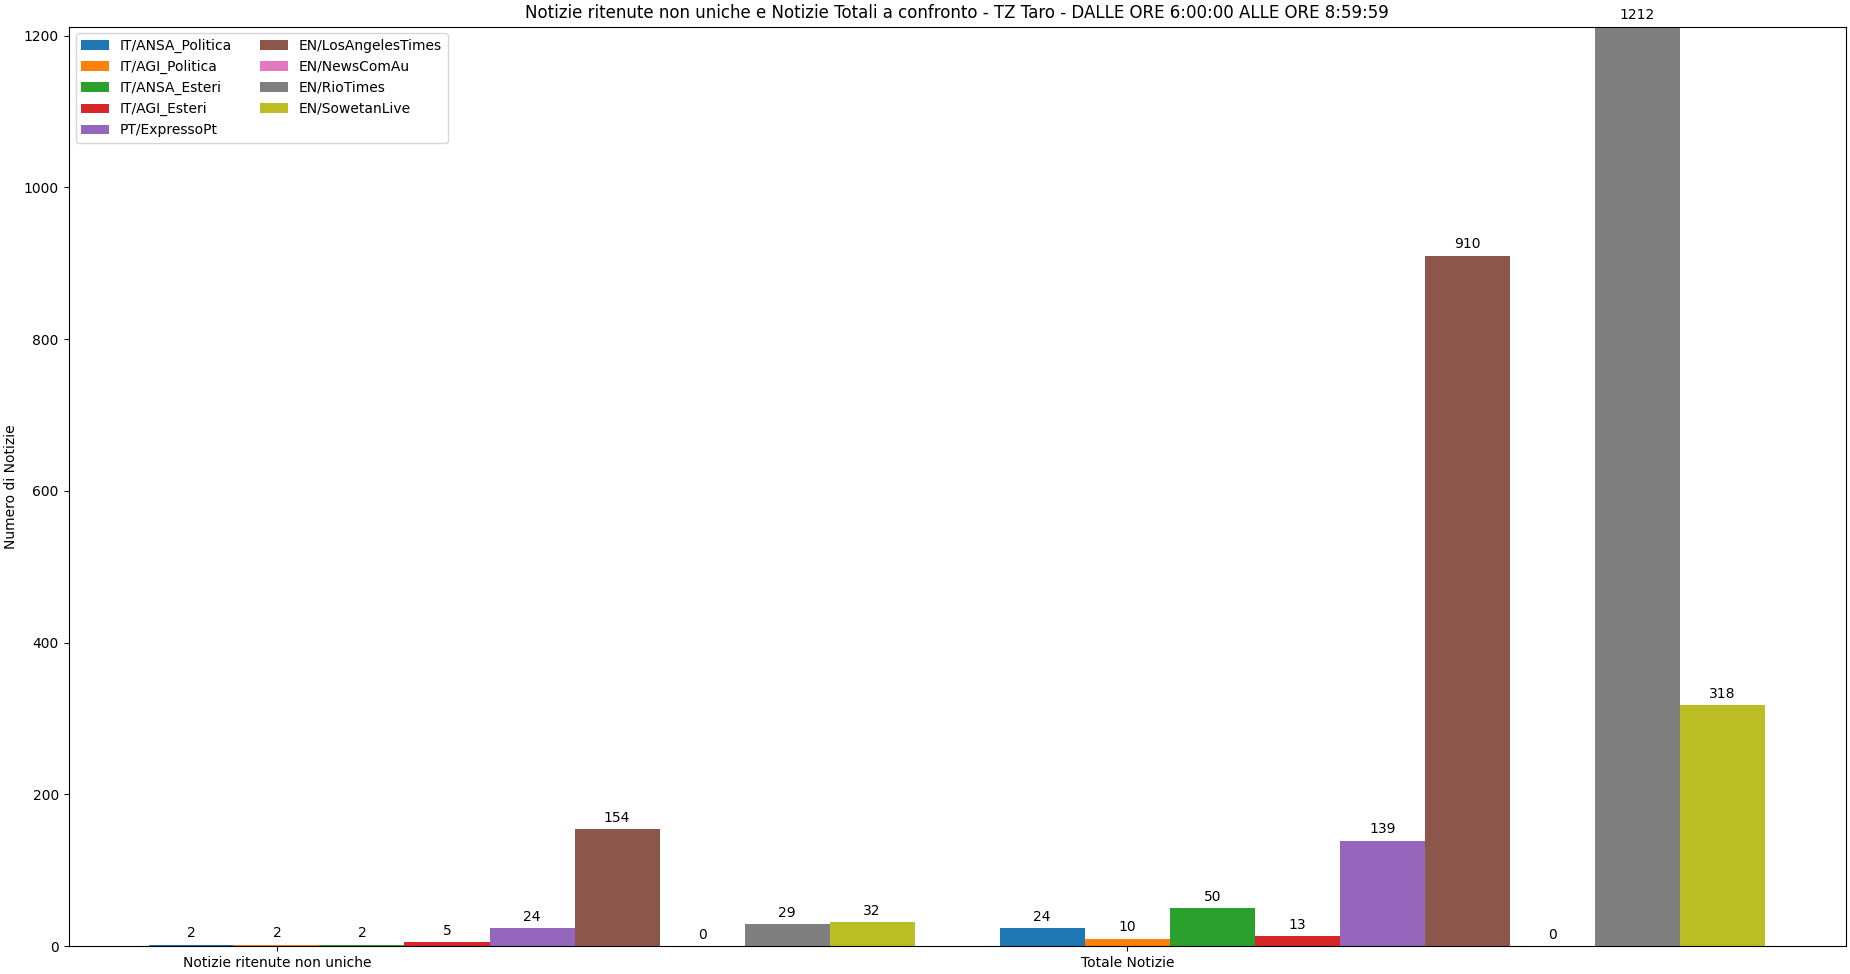 Notizie ritenute non uniche e Notizie Totali a confronto - TZ Taro - DALLE ORE 6:00:00 ALLE ORE 8:59:59
IT/ANSA_Politica
IT/AGI_Politica
IT/ANSA_Esteri
IT/AGI_Esteri
PT/ExpressoPt
EN/LosAngelesTimes
EN/NewsComAu
EN/RioTimes
EN/SowetanLive
Numero di Notizie
1200
1000
800
600
400
200
0
2
2
2
5
24
154
0
29
32
24
10
50
13
139
910
0
1212
318
Notizie ritenute non uniche
Totale Notizie